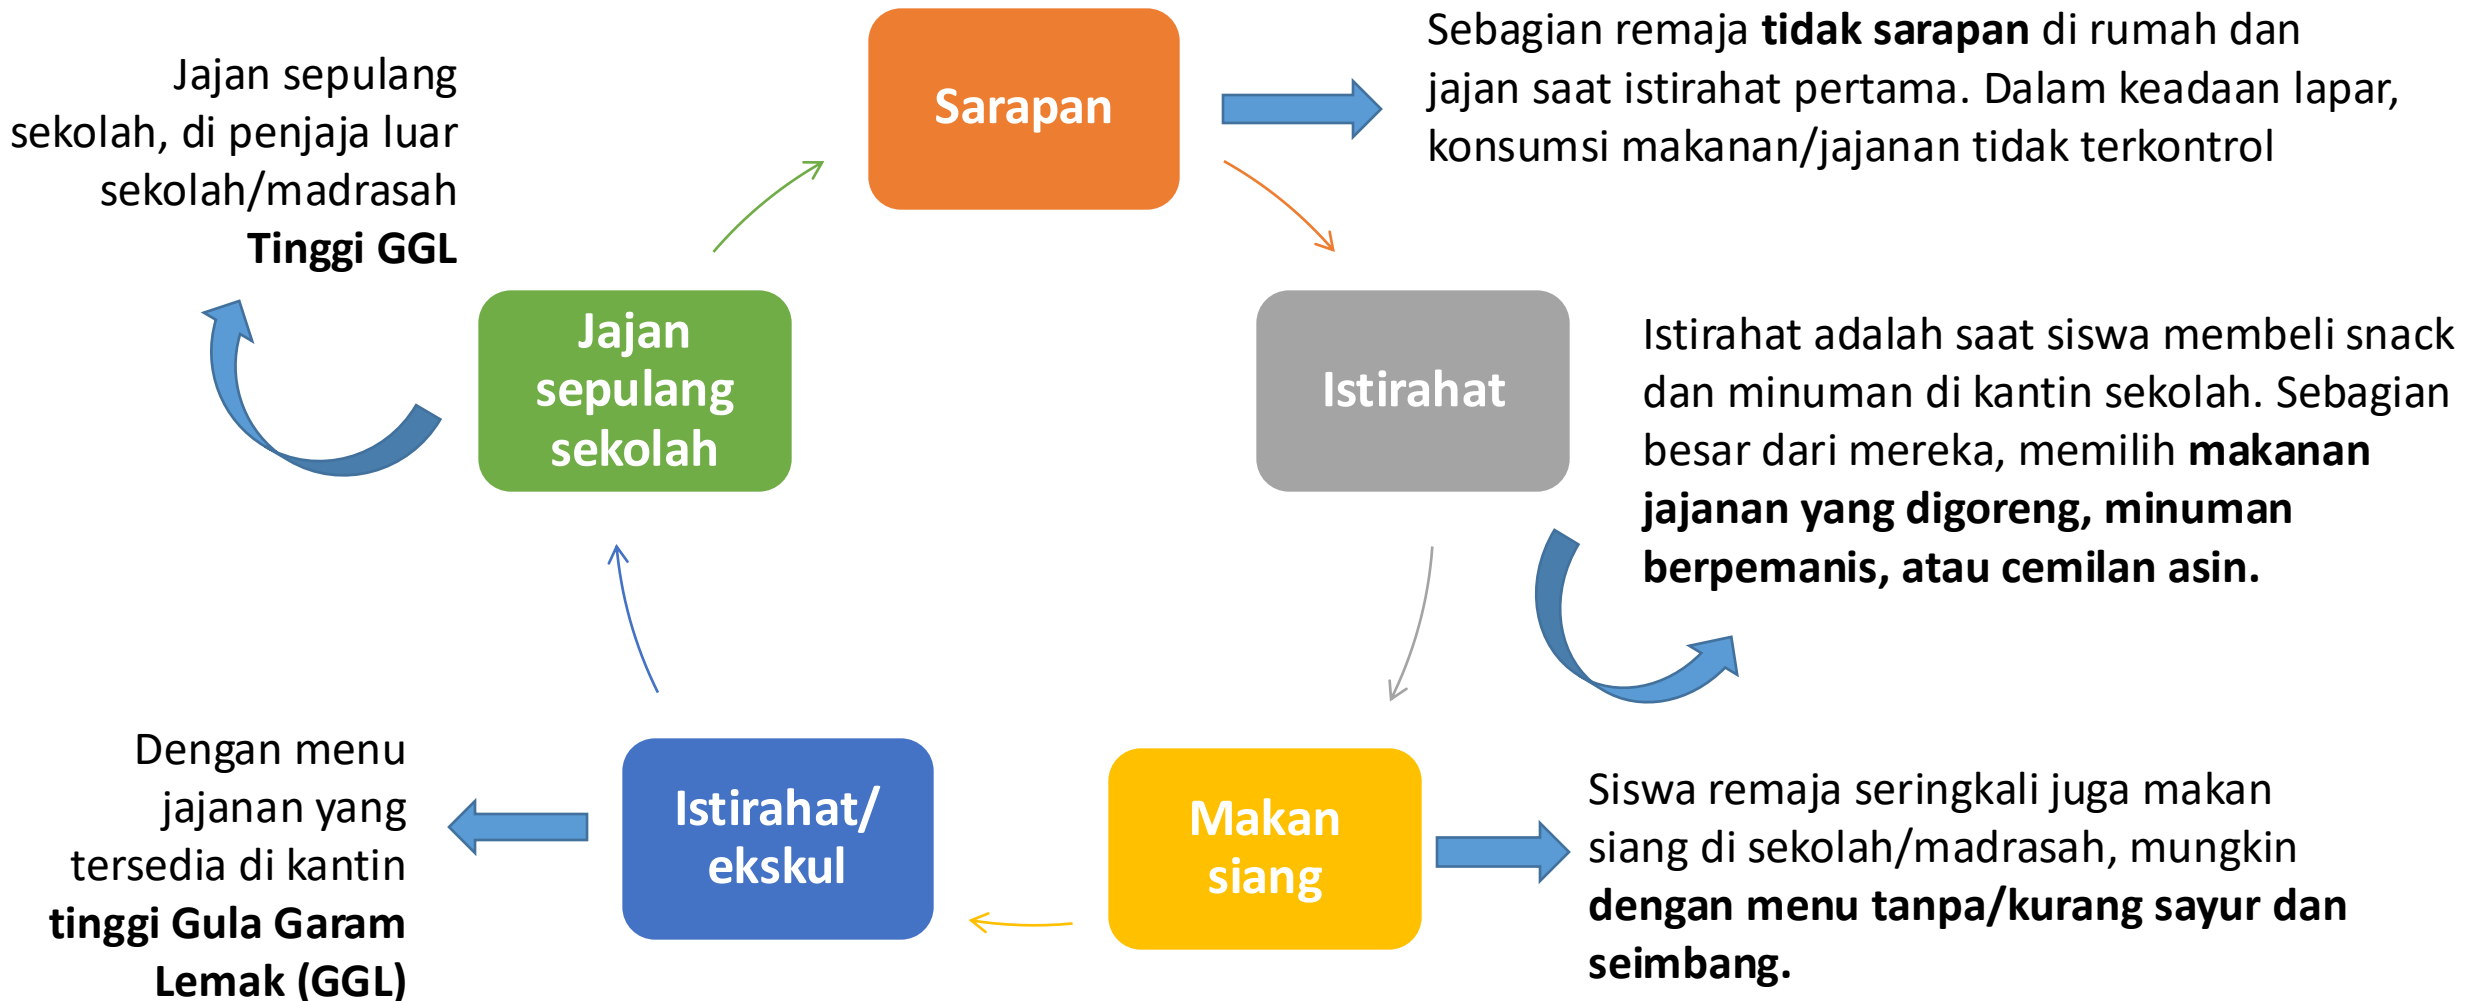 Sarapan
Sebagian remaja tidak sarapan di rumah dan
jajan saat istirahat pertama. Dalam keadaan lapar,
konsumsi makanan/jajanan tidak terkontrol
Istirahat
Istirahat adalah saat siswa membeli snack
dan minuman di kantin sekolah. Sebagian
besar dari mereka, memilih makanan
jajanan yang digoreng, minuman
berpemanis, atau cemilan asin.
Makan
siang
Siswa remaja seringkali juga makan
siang di sekolah/madrasah, mungkin
dengan menu tanpa/kurang sayur dan
seimbang.
Istirahat/
ekskul
Dengan menu
jajanan yang
tersedia di kantin
tinggi Gula Garam
Lemak (GGL)
Jajan
sepulang
sekolah
Jajan sepulang
sekolah, di penjaja luar
sekolah/madrasah
Tinggi GGL